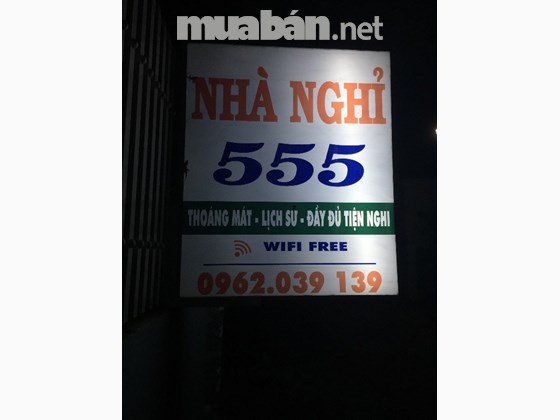 muabán.net
NHÀ NGHỈ
555
THOÁNG MÁT - LỊCH SỰ - ĐẦY ĐỦ TIỆN NGHI
WIFI FREE
0962.039 139